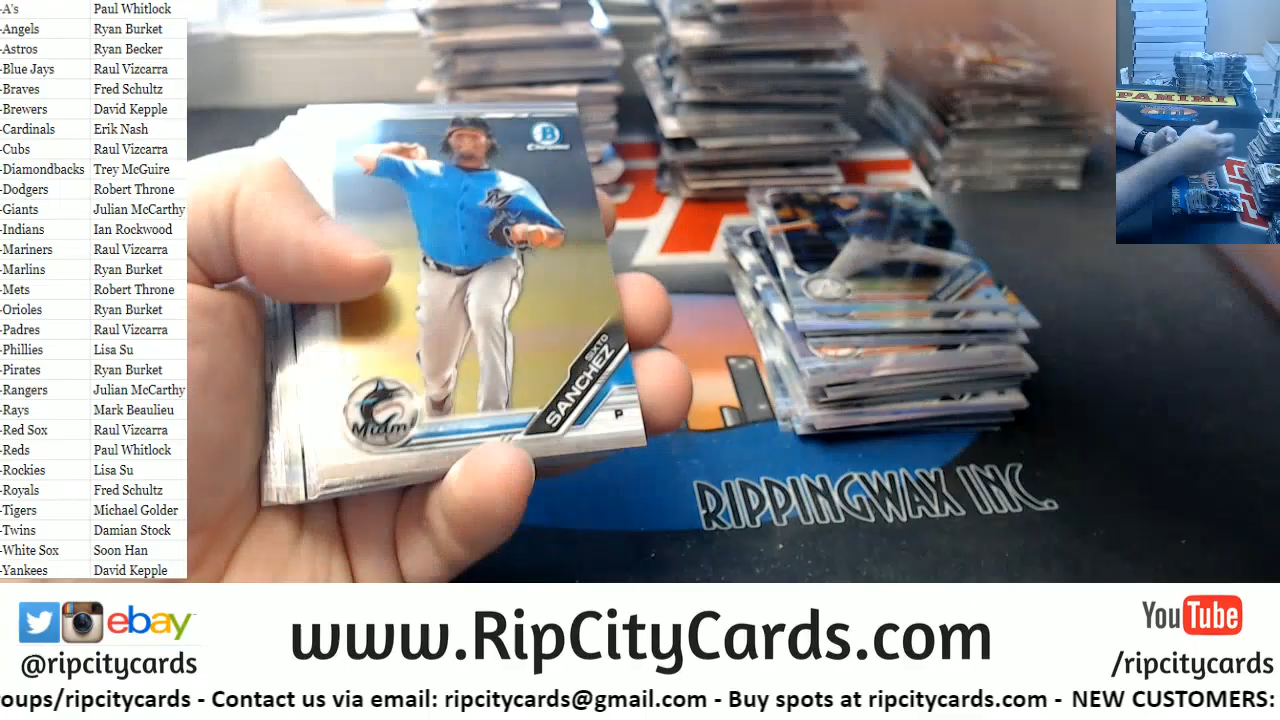 -A's Paul Whitlock
-Angels Ryan Burket
-Astros Ryan Becker
-Blue Jays Raul Vizcarra
-Braves Fred Schultz
-Brewers David Kepple
-Cardinals Erik Nash
-Cubs Raul Vizcarra
-Diamondbacks Trey McGuire
-Dodgers Robert Throne
-Giants Julian McCarthy
-Indians Ian Rockwood
-Mariners Raul Vizcarra
-Marlins Ryan Burket
-Mets Robert Throne
-Orioles Ryan Burket
-Padres Raul Vizcarra
-Phillies Lisa Su
-Pirates Ryan Burket
-Rangers Julian McCarthy
-Rays Mark Beaulieu
-Red Sox Raul Vizcarra
-Reds Paul Whitlock
-Rockies Lisa Su
-Royals Fred Schultz
-Tigers Michael Golder
-Twins Damian Stock
-White Sox Soon Han
-Yankees David Kepple
B
Chrome
M
SIXTO
SANCHEZ
P
Miami
PANINI
RIPPINGWAX INC.
ebay
@ripcitycards
www.RipCityCards.com
YouTube
/ripcitycards
roups/ripcitycards - Contact us via email: ripcitycards@gmail.com - Buy spots at ripcitycards.com - NEW CUSTOMERS: